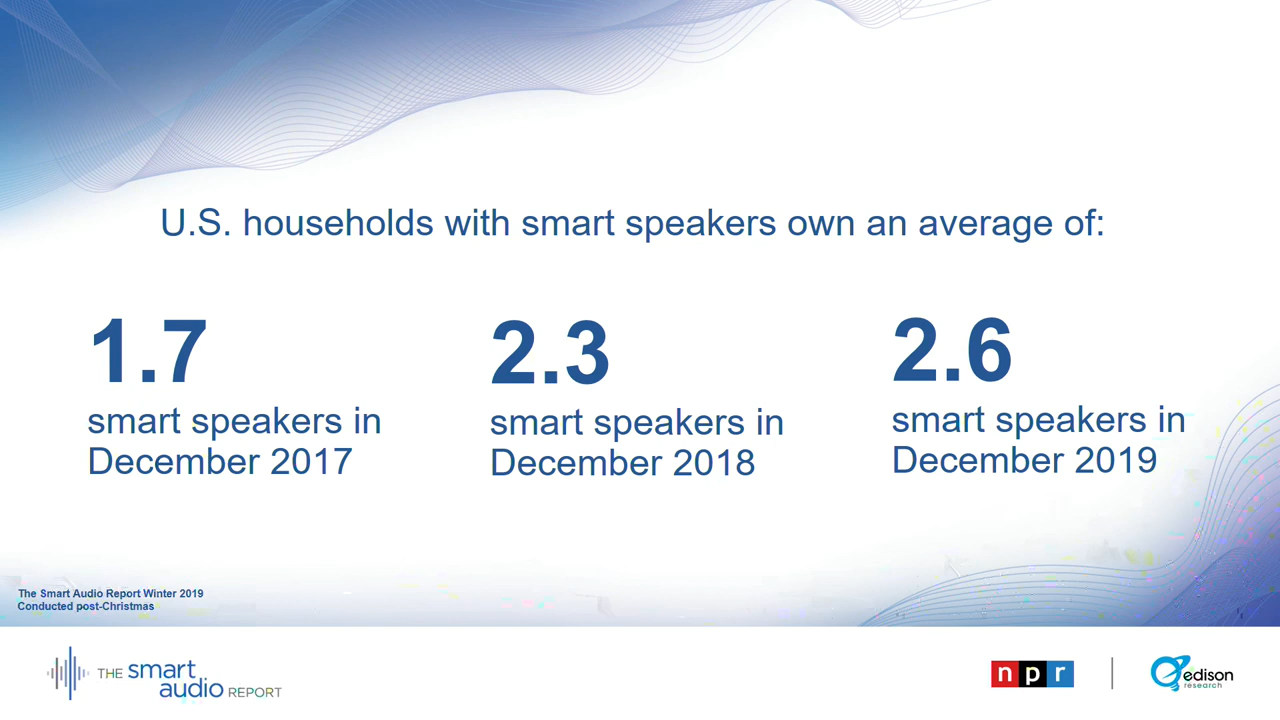 U.S. households with smart speakers own an average of:
1.7
smart speakers in
December 2017
2.3
smart speakers in
December 2018
2.6
smart speakers in
December 2019
The Smart Audio Report Winter 2019
Conducted post-Christmas
THE smart
audio REPORT
npr
edison
research